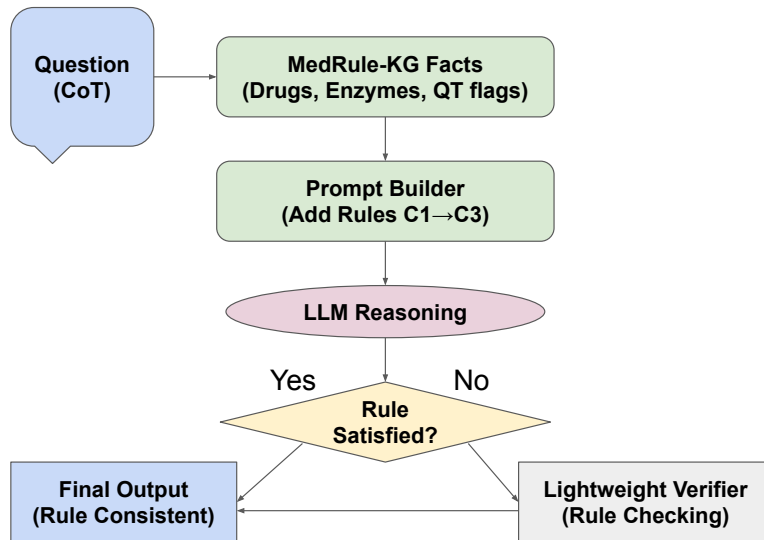 Question
(CoT)
MedRule-KG Facts
(Drugs, Enzymes, QT flags)
Prompt Builder
(Add Rules C1→C3)
LLM Reasoning
Yes
No
Rule
Satisfied?
Final Output
(Rule Consistent)
Lightweight Verifier
(Rule Checking)